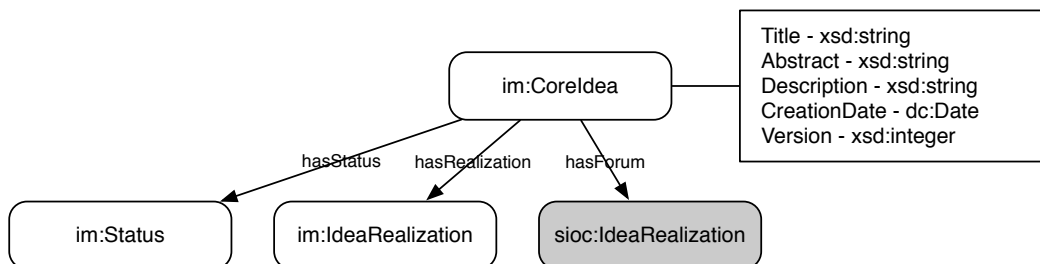 Title - xsd:string
Abstract - xsd:string
im:CoreIdea
Description - xsd:string
CreationDate - dc:Date
Version - xsd:integer
hasStatus
hasRealization
hasForum
im:Status
im:IdeaRealization
sioc:IdeaRealization